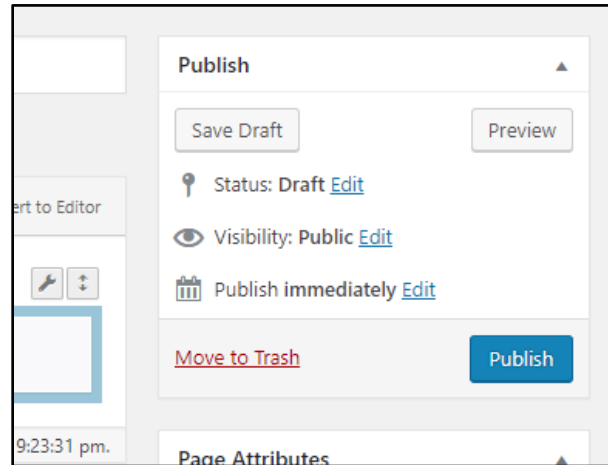 Publish
Save Draft
Preview
Status: Draft Edit
ert to Editor
Visibility: Public Edit
Publish immediately Edit
Move to Trash
Publish
9:23:31 pm.
Page Attributes